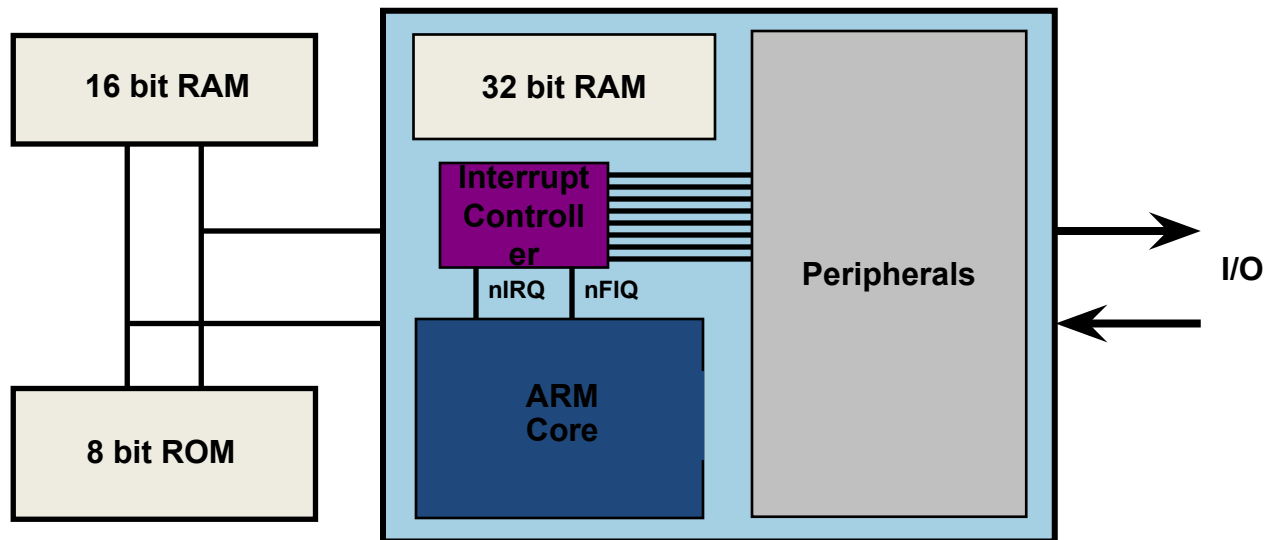 16 bit RAM
32 bit RAM
Interrupt
Controll
er
nIRQ
nFIQ
Peripherals
I/O
ARM
Core
8 bit ROM